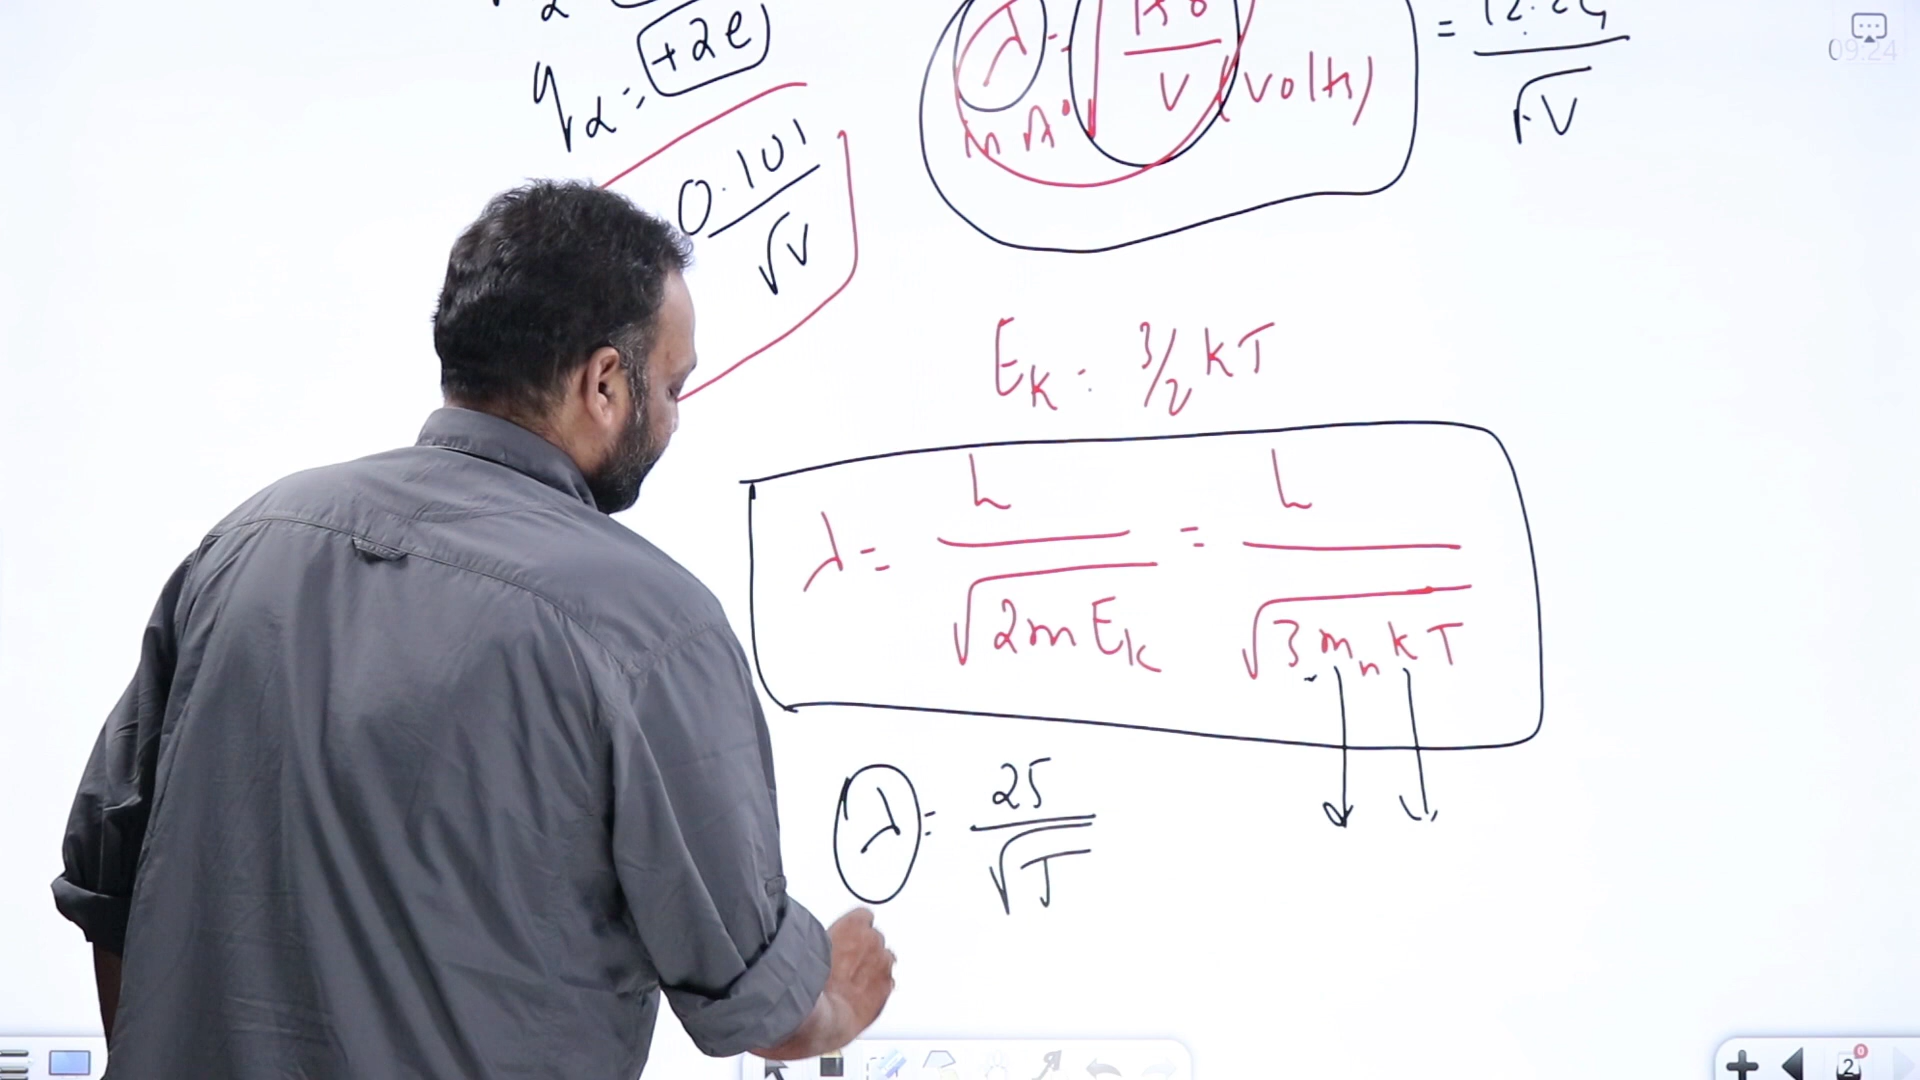 α
q_α = +2e
0.101 / √V
λ = √ 150 / V (volts) = 12.24 / √V
in A°
09:24
E_K = 3/2 kT
λ = h / √2mE_K = h / √3m_n kT
λ = 25 / √T
2
0